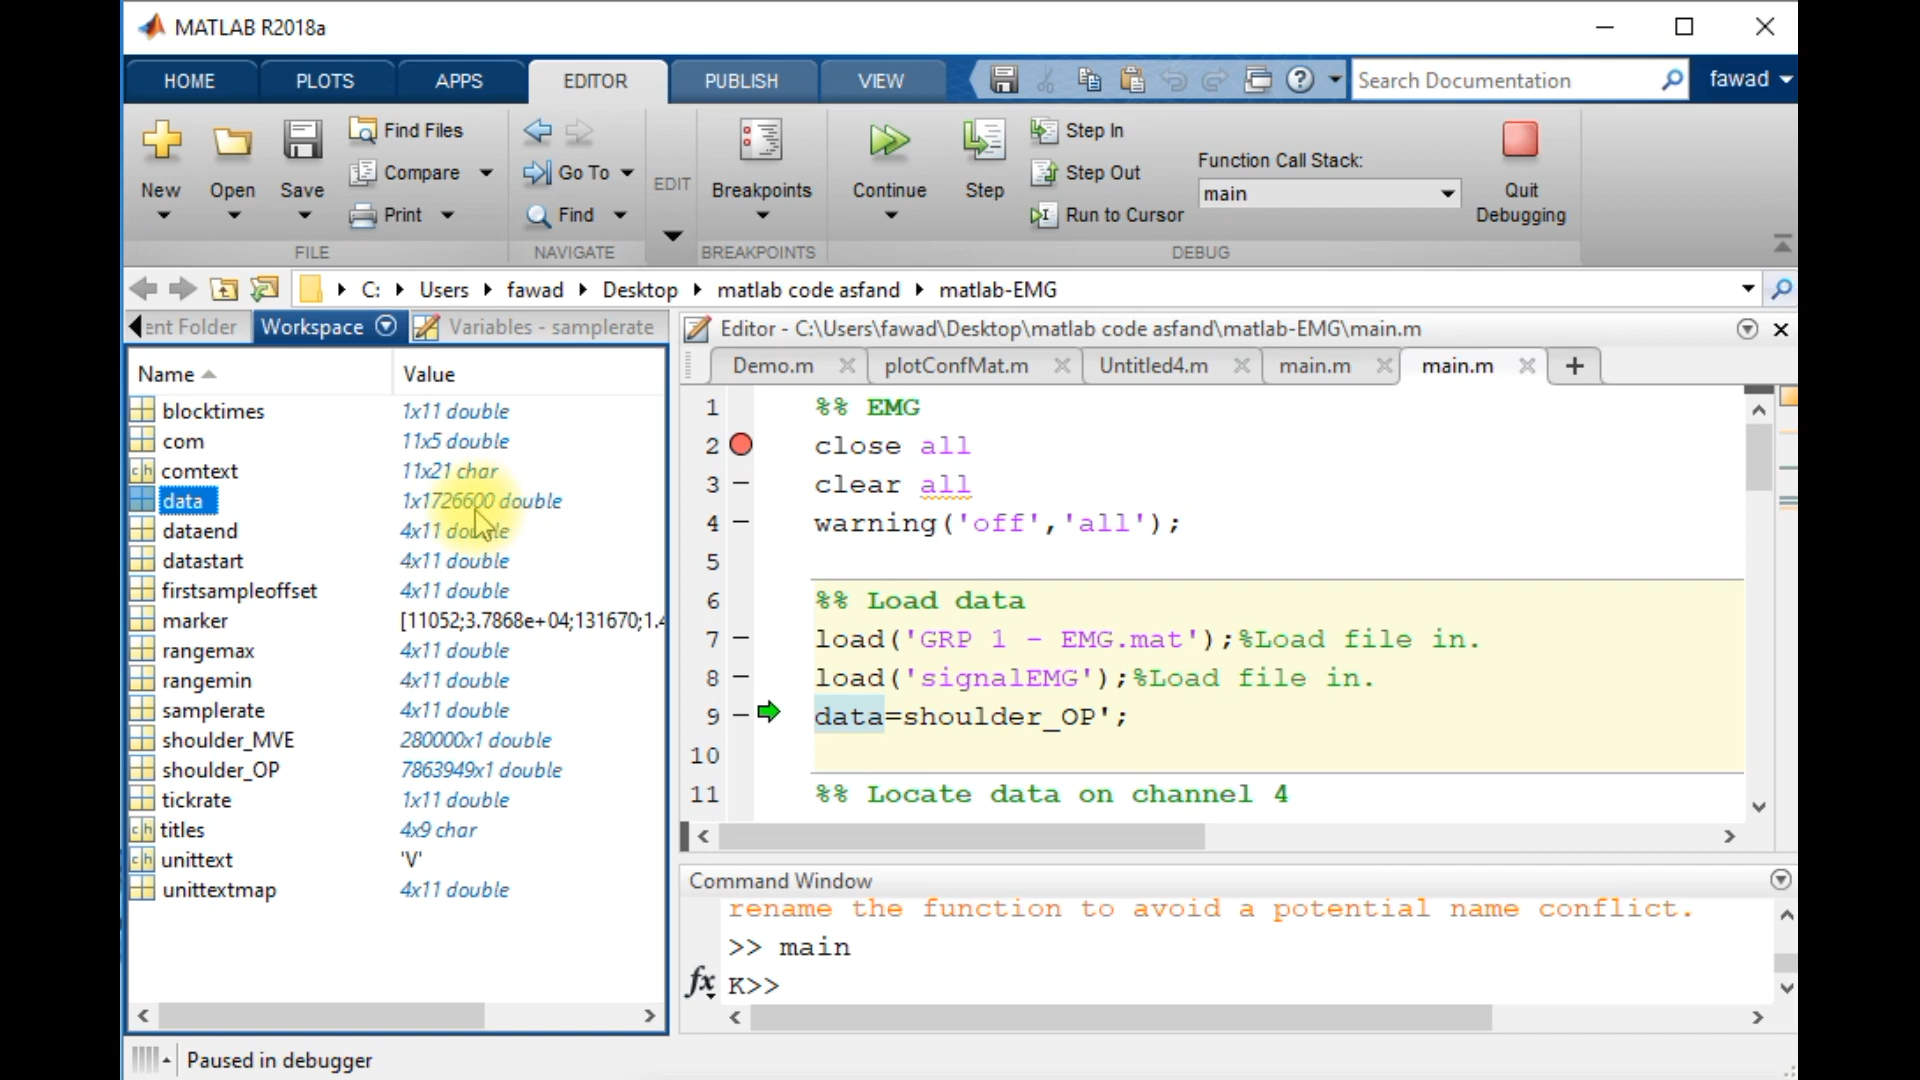 MATLAB R2018a
HOME PLOTS APPS EDITOR PUBLISH VIEW Search Documentation fawad
New Open Save Find Files Compare Print Go To Find EDIT Breakpoints Continue Step Step In Step Out Run to Cursor Function Call Stack: main Quit Debugging
FILE NAVIGATE BREAKPOINTS DEBUG
C: Users fawad Desktop matlab code asfand matlab-EMG
ent Folder Workspace Variables - samplerate
Name Value
blocktimes 1x11 double
com 11x5 double
comtext 11x21 char
data 1x1726600 double
dataend 4x11 double
datastart 4x11 double
firstsampleoffset 4x11 double
marker [11052;3.7868e+04;131670;1.4
rangemax 4x11 double
rangemin 4x11 double
samplerate 4x11 double
shoulder_MVE 280000x1 double
shoulder_OP 7863949x1 double
tickrate 1x11 double
titles 4x9 char
unittext 'V'
unittextmap 4x11 double
Editor - C:\Users\fawad\Desktop\matlab code asfand\matlab-EMG\main.m
Demo.m plotConfMat.m Untitled4.m main.m main.m +
1 %% EMG
2 close all
3 clear all
4 warning('off','all');
5
6 %% Load data
7 load('GRP 1 - EMG.mat');%Load file in.
8 load('signalEMG');%Load file in.
9 data=shoulder_OP';
10
11 %% Locate data on channel 4
Command Window
rename the function to avoid a potential name conflict.
>> main
fx K>>
Paused in debugger